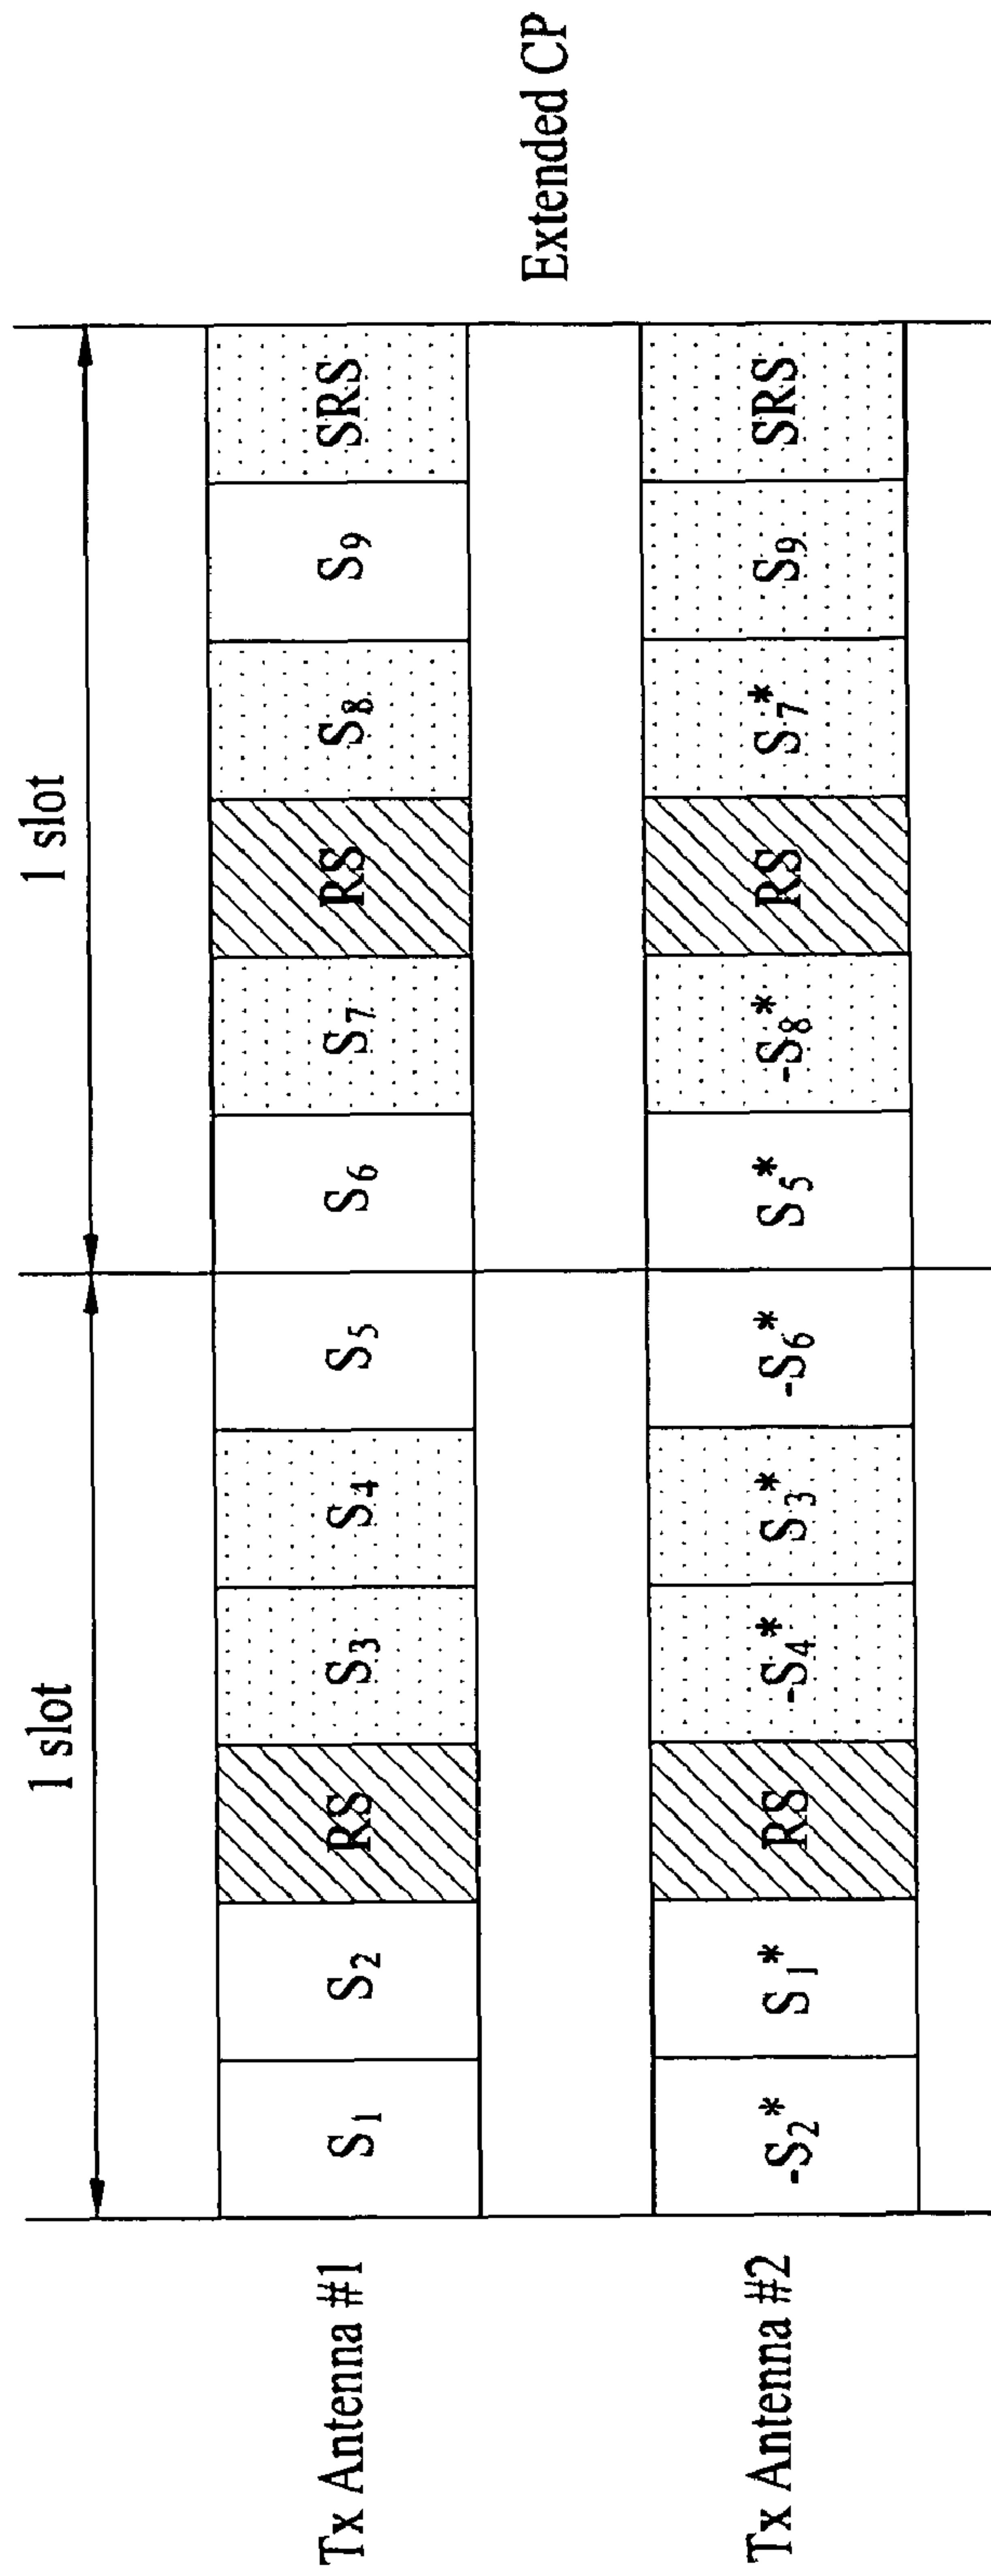 1 slot 1 slot
Tx Antenna #1 S₁ S₂ RS S₃ S₄ S₅ S₆ S₇ RS S₈ S₉ SRS
Extended CP
Tx Antenna #2 -S₂* S₁* RS -S₄* S₃* -S₆* S₅* -S₈* RS S₇* S₉ SRS